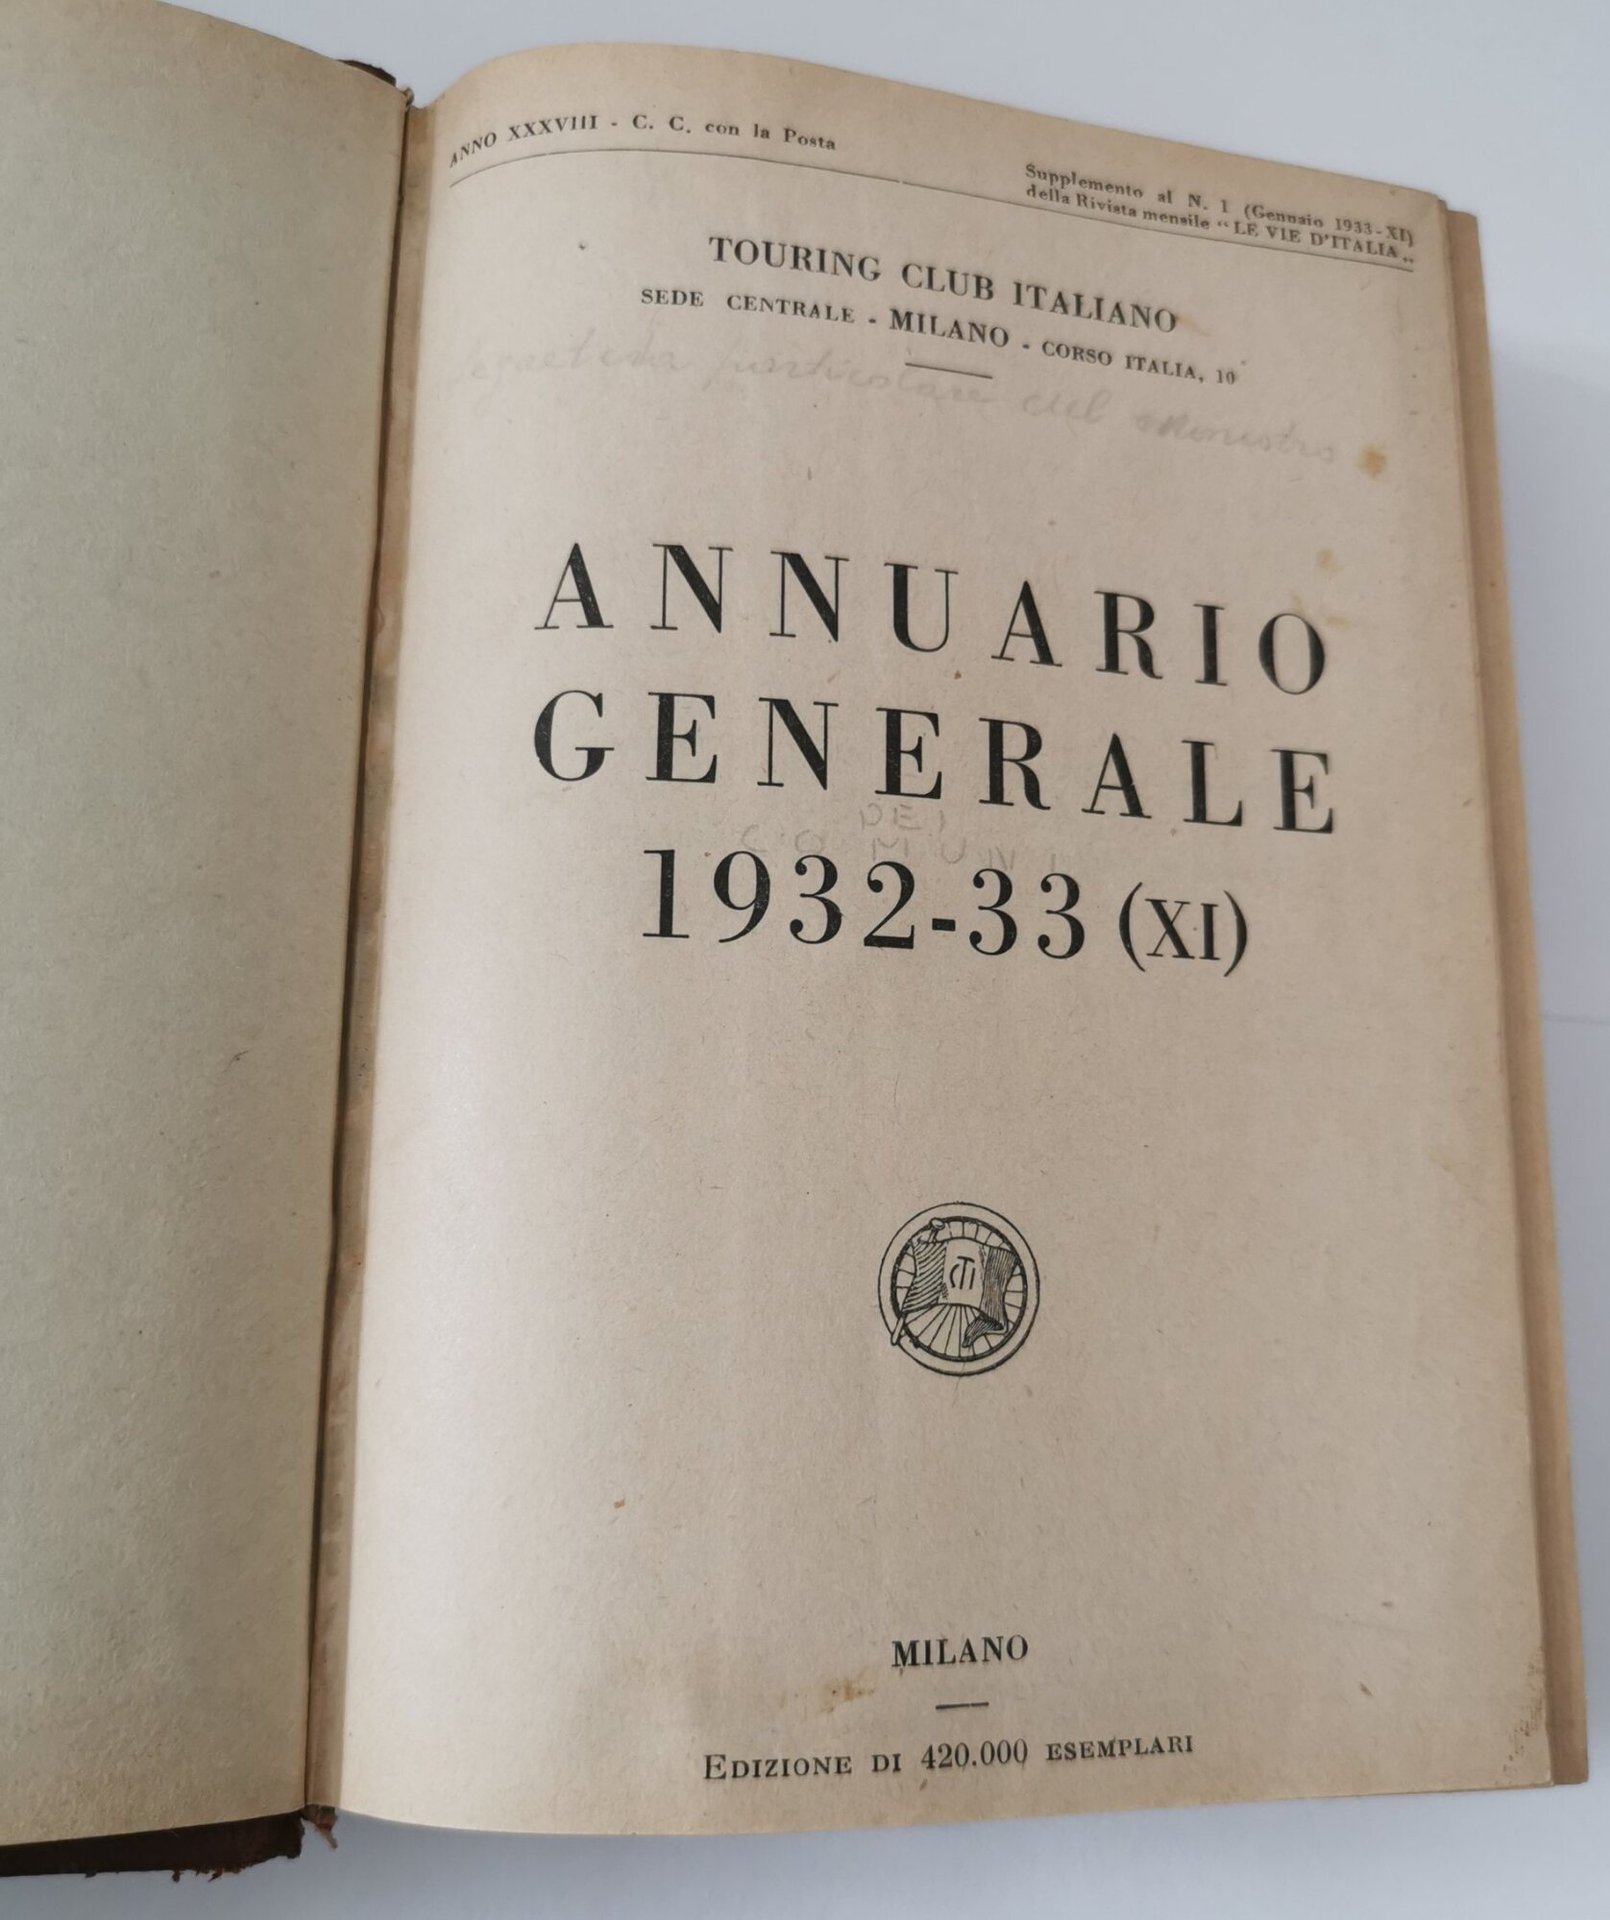 ANNO XXXVIII - C. C. con la Posta
Supplemento al N. 1 (Gennaio 1933-XI)
della Rivista mensile "LE VIE D'ITALIA„
TOURING CLUB ITALIANO
SEDE CENTRALE - MILANO - CORSO ITALIA, 10
particolare del Ministro
ANNUARIO
GENERALE
DEI
COMUNI
1932-33 (XI)
CTI
MILANO
EDIZIONE DI 420.000 ESEMPLARI